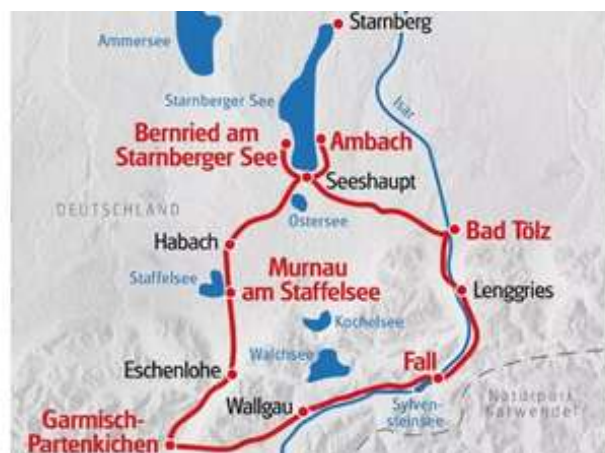 Starnberg
Ammersee
Starnberger See
Isar
Bernried am
Starnberger See
Ambach
Seeshaupt
DEUTSCHLAND
Ostersee
Bad Tölz
Habach
Staffelsee
Murnau
am Staffelsee
Lenggries
Kochelsee
Walchsee
Eschenlohe
Fall
Wallgau
Sylven-
steinsee
Naturpark
Karwendel
Garmisch-
Partenkichen